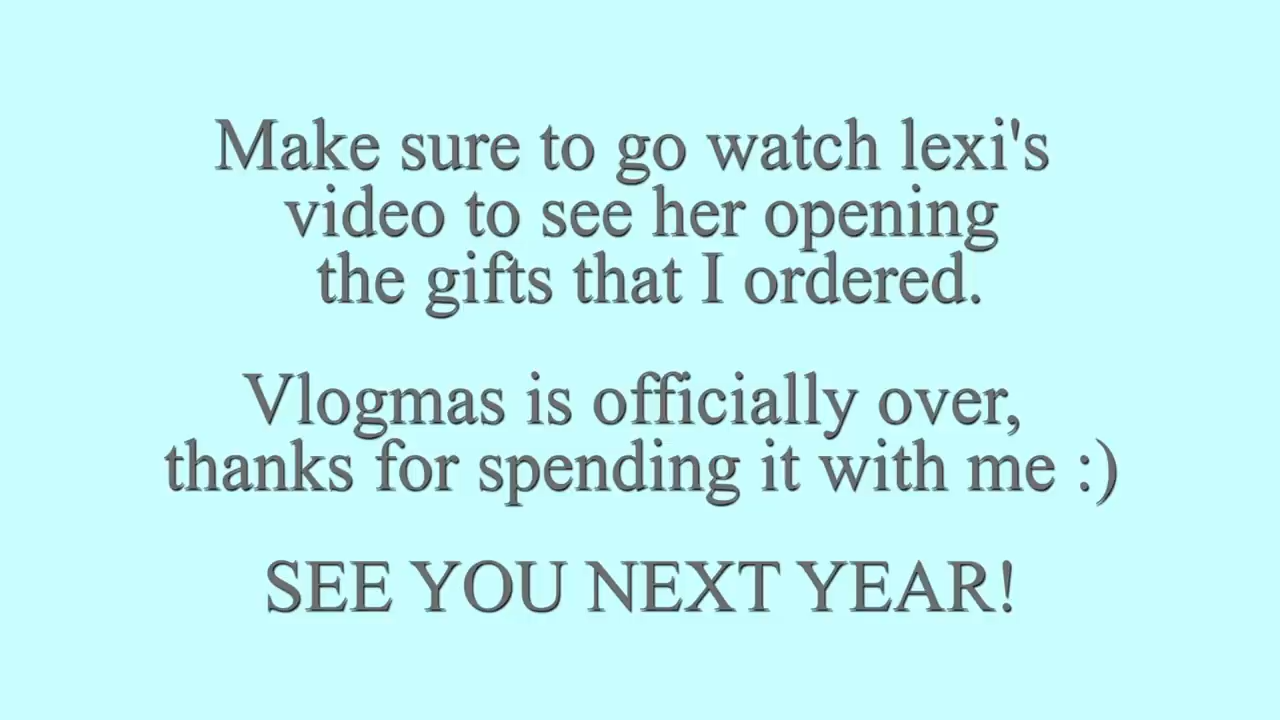 Make sure to go watch lexi's
video to see her opening
the gifts that I ordered.
Vlogmas is officially over,
thanks for spending it with me :)
SEE YOU NEXT YEAR!